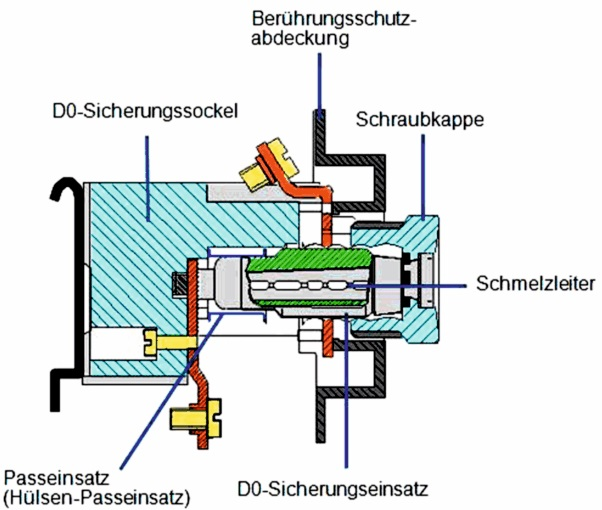 Berührungsschutz-
abdeckung
D0-Sicherungssockel
Schraubkappe
Schmelzleiter
Passeinsatz
(Hülsen-Passeinsatz)
D0-Sicherungseinsatz